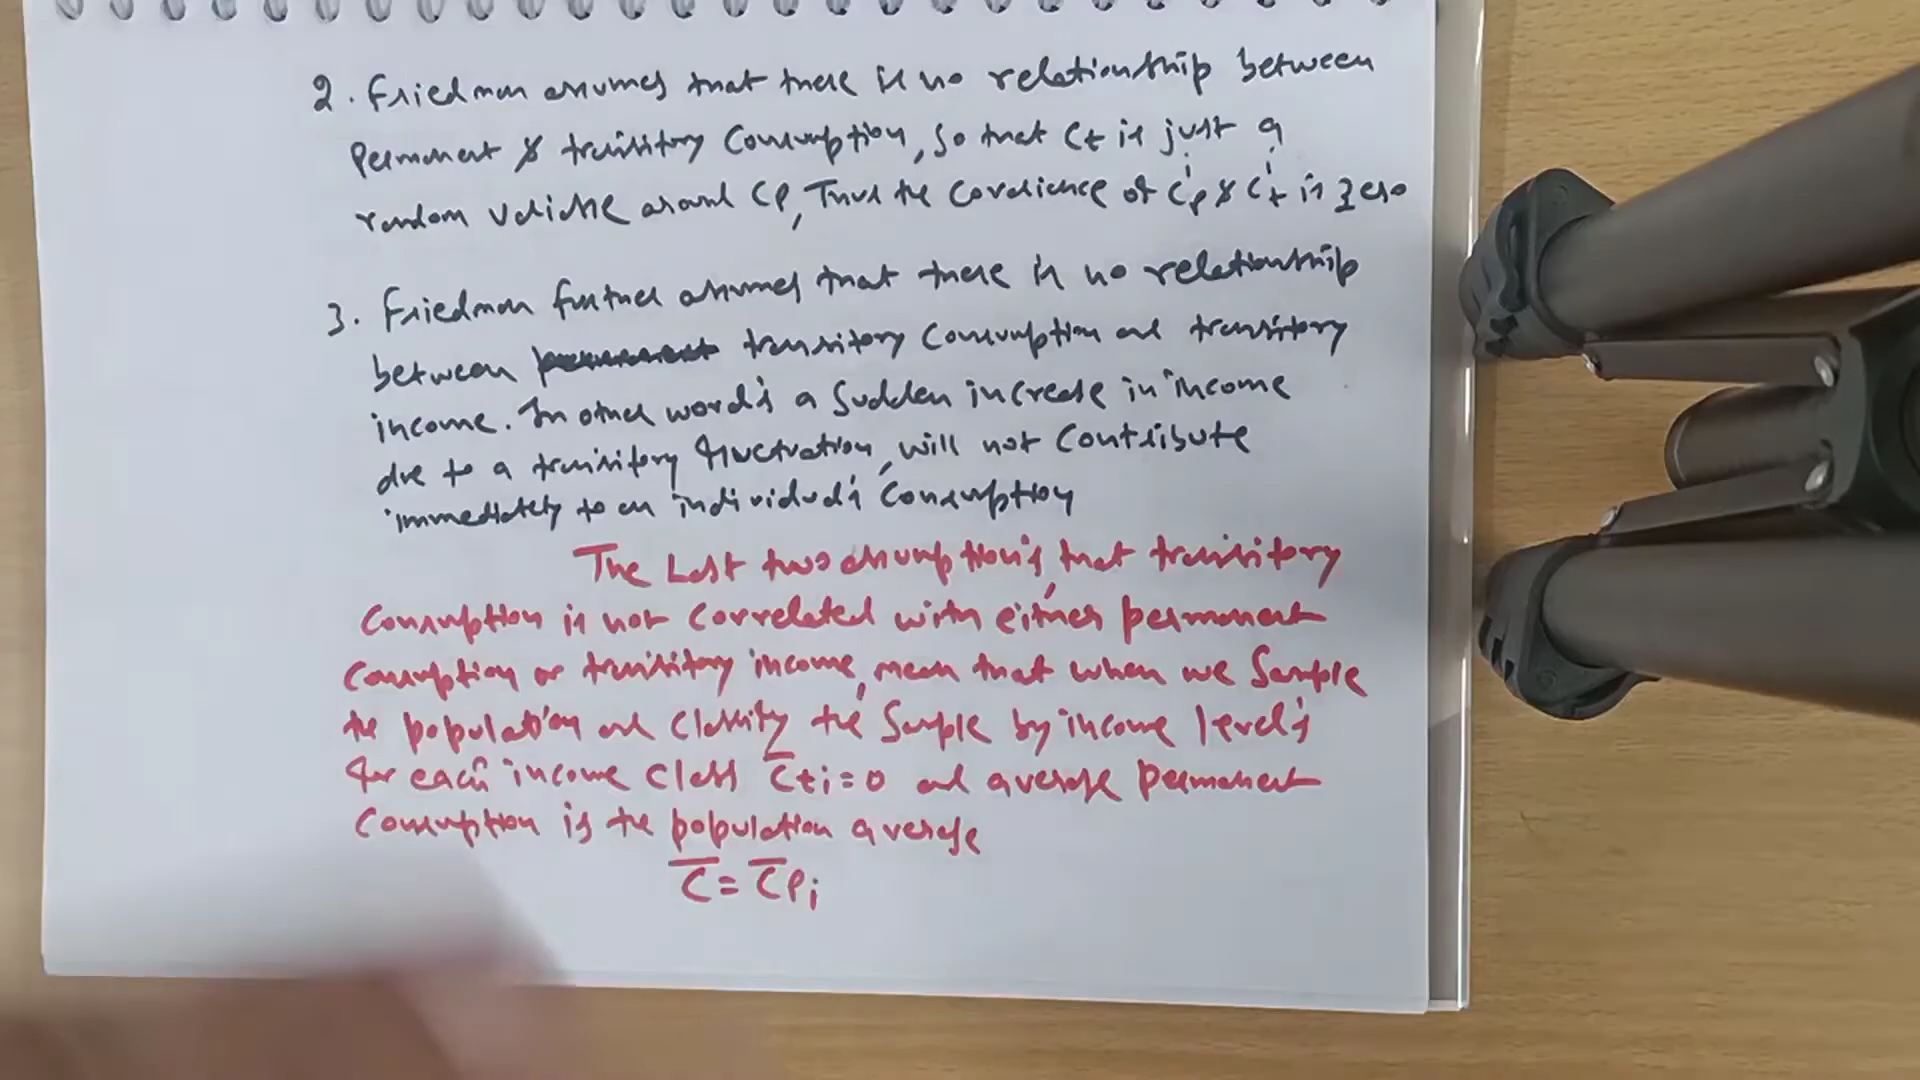 2. Friedman assumes that there is no relationship between
Permanent & transitory Consumption, so that Ct is just a
random variable around Cp, Thus the Covariance of Cⁱp & Cⁱt is zero
3. Friedman further assumes that there is no relationship
between transitory Consumption and transitory
income. In other words a Sudden increase in income
due to a transitory fluctuation, will not Contribute
immediately to an individual's Consumption
The Last two assumptions, that transitory
Consumption is not Correlated with either permanent
Consumption or transitory income, mean that when we Sample
the population and Classify the Sample by income levels
for each income Class C̅ti = 0 and average permanent
Consumption is the population average
C̅ = C̅Pi